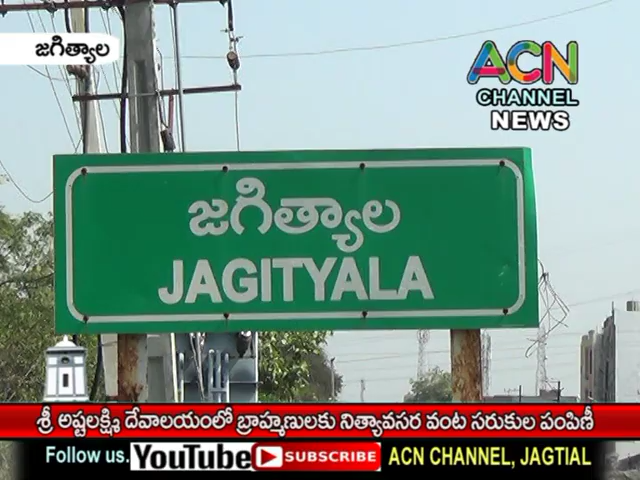 జగిత్యాల
ACN
CHANNEL
NEWS
జగిత్యాల
JAGITYALA
శ్రీ అష్టలక్ష్మి దేవాలయంలో బ్రాహ్మణులకు నిత్యావసర వంట సరుకుల పంపిణీ
Follow us. YouTube SUBSCRIBE ACN CHANNEL, JAGTIAL